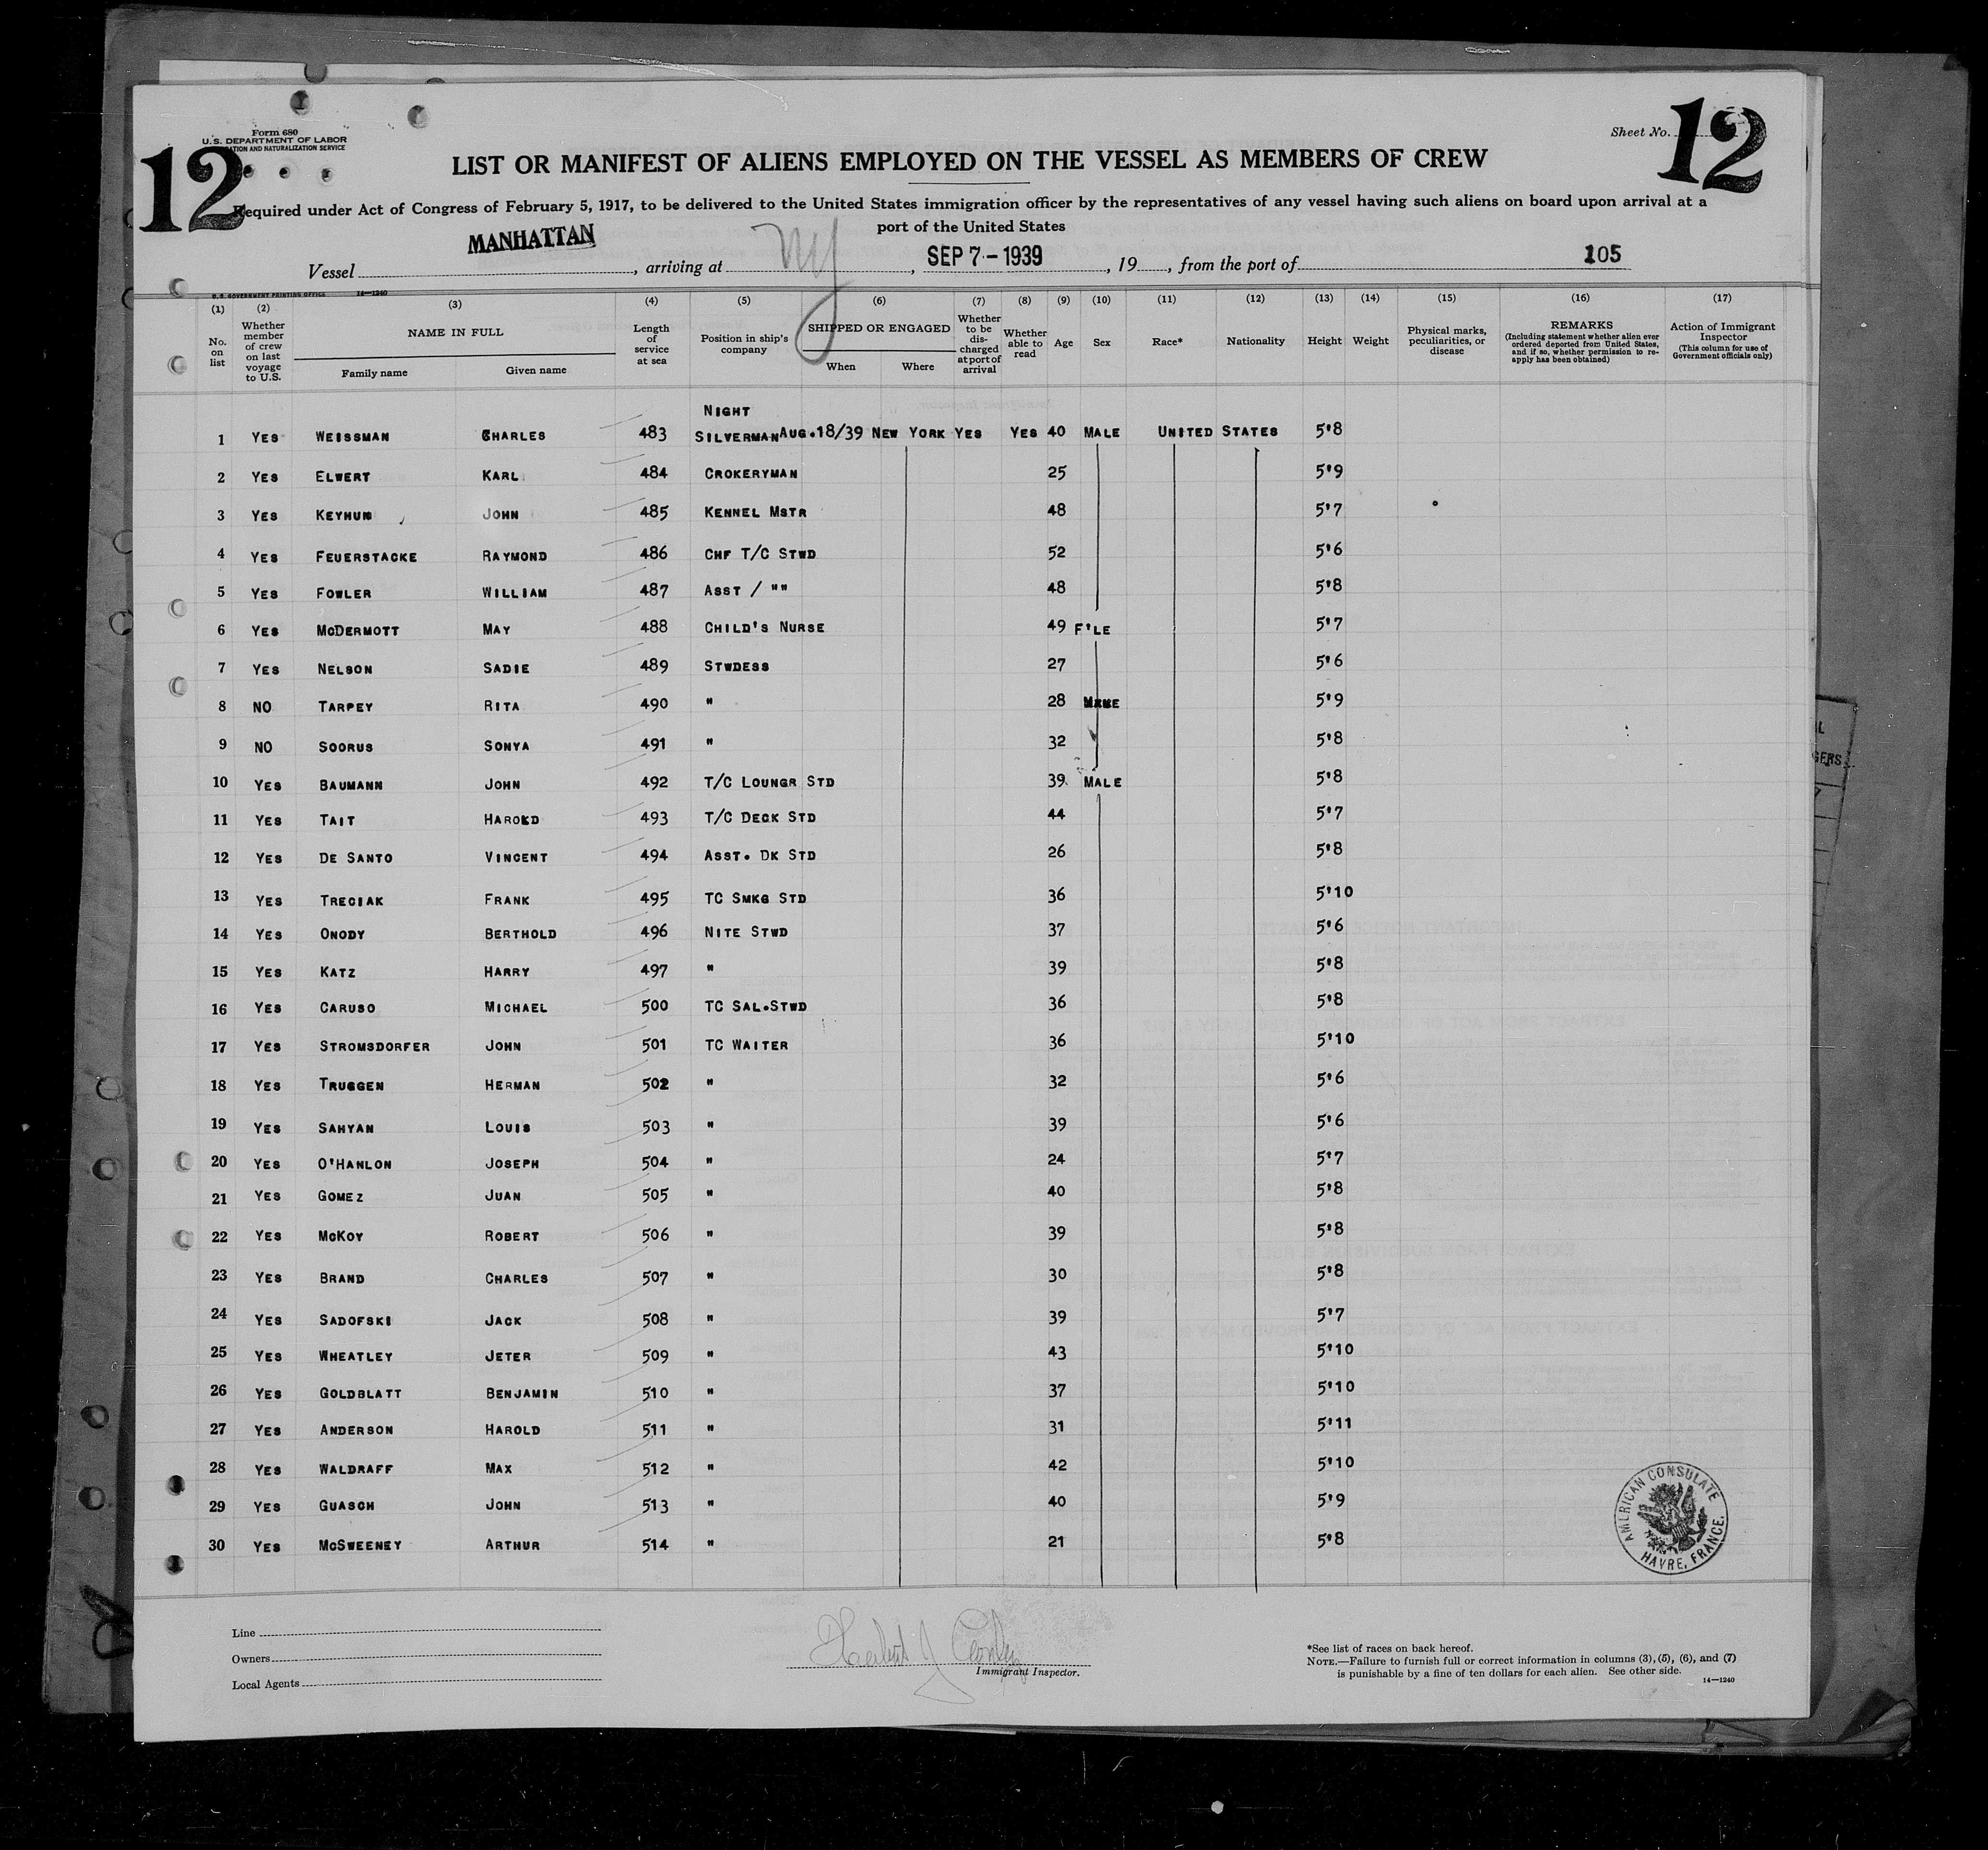 Form 680
U.S. DEPARTMENT OF LABOR
AND NATURALIZATION SERVICE
12
Sheet No. 12
LIST OR MANIFEST OF ALIENS EMPLOYED ON THE VESSEL AS MEMBERS OF CREW
Required under Act of Congress of February 5, 1917, to be delivered to the United States immigration officer by the representatives of any vessel having such aliens on board upon arrival at a
port of the United States
Vessel MANHATTAN, arriving at NY, SEP 7-1939, 19, from the port of 105
U.S. GOVERNMENT PRINTING OFFICE 14—1240
(1) No. on list
(2) Whether member of crew on last voyage to U.S.
(3) NAME IN FULL Family name Given name
(4) Length of service at sea
(5) Position in ship's company
(6) SHIPPED OR ENGAGED When Where
(7) Whether to be discharged at port of arrival
(8) Whether able to read
(9) Age
(10) Sex
(11) Race*
(12) Nationality
(13) Height
(14) Weight
(15) Physical marks, peculiarities, or disease
(16) REMARKS (Including statement whether alien ever ordered deported from United States, and if so, whether permission to re-apply has been obtained)
(17) Action of Immigrant Inspector (This column for use of Government officials only)
NIGHT
1 YES WEISSMAN CHARLES 483 SILVERMAN AUG.18/39 NEW YORK YES YES 40 MALE UNITED STATES 5'8
2 YES ELWERT KARL 484 CROKERYMAN 25 5'9
3 YES KEYHUN JOHN 485 KENNEL MSTR 48 5'7
4 YES FEUERSTACKE RAYMOND 486 CHF T/C STWD 52 5'6
5 YES FOWLER WILLIAM 487 ASST / "" 48 5'8
6 YES MCDERMOTT MAY 488 CHILD'S NURSE 49 F'LE 5'7
7 YES NELSON SADIE 489 STWDESS 27 5'6
8 NO TARPEY RITA 490 " 28 5'9
9 NO SOORUS SONYA 491 " 32 5'8
10 YES BAUMANN JOHN 492 T/C LOUNGR STD 39 MALE 5'8
11 YES TAIT HAROLD 493 T/C DECK STD 44 5'7
12 YES DE SANTO VINCENT 494 ASST. DK STD 26 5'8
13 YES TRECIAK FRANK 495 TC SMKG STD 36 5'10
14 YES ONODY BERTHOLD 496 NITE STWD 37 5'6
15 YES KATZ HARRY 497 " 39 5'8
16 YES CARUSO MICHAEL 500 TC SAL.STWD 36 5'8
17 YES STROMSDORFER JOHN 501 TC WAITER 36 5'10
18 YES TRUGGEN HERMAN 502 " 32 5'6
19 YES SAHYAN LOUIS 503 " 39 5'6
20 YES O'HANLON JOSEPH 504 " 24 5'7
21 YES GOMEZ JUAN 505 " 40 5'8
22 YES MCKOY ROBERT 506 " 39 5'8
23 YES BRAND CHARLES 507 " 30 5'8
24 YES SADOFSKI JACK 508 " 39 5'7
25 YES WHEATLEY JETER 509 " 43 5'10
26 YES GOLDBLATT BENJAMIN 510 " 37 5'10
27 YES ANDERSON HAROLD 511 " 31 5'11
28 YES WALDRAFF MAX 512 " 42 5'10
29 YES GUASCH JOHN 513 " 40 5'9
30 YES MCSWEENEY ARTHUR 514 " 21 5'8
AMERICAN CONSULATE
HAVRE, FRANCE.
Line
Owners
Local Agents
Immigrant Inspector.
*See list of races on back hereof.
NOTE.—Failure to furnish full or correct information in columns (3), (5), (6), and (7)
is punishable by a fine of ten dollars for each alien. See other side.
14—1240